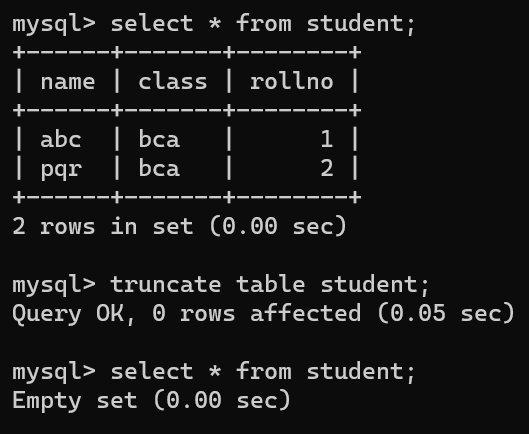 mysql> select * from student;
+------+-------+--------+
| name | class | rollno |
+------+-------+--------+
| abc  | bca   |      1 |
| pqr  | bca   |      2 |
+------+-------+--------+
2 rows in set (0.00 sec)

mysql> truncate table student;
Query OK, 0 rows affected (0.05 sec)

mysql> select * from student;
Empty set (0.00 sec)